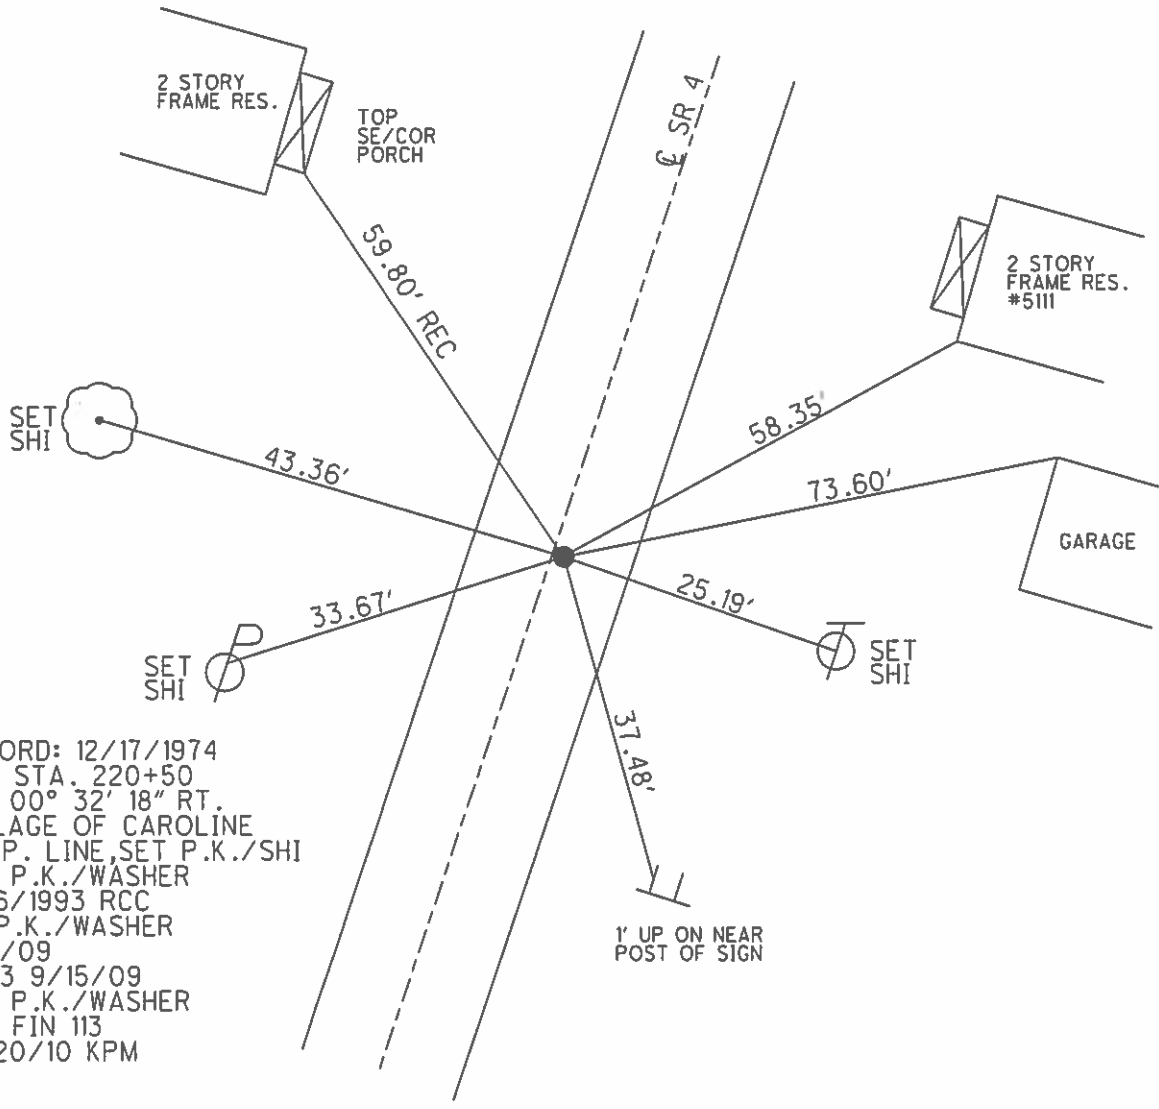 2 STORY
FRAME RES.
TOP
SE/COR
PORCH
℄ SR 4
59.80' REC
2 STORY
FRAME RES.
#5111
SET
SHI
43.36'
58.35'
73.60'
GARAGE
33.67'
25.19'
SET
SHI
SET
SHI
37.48'
1' UP ON NEAR
POST OF SIGN
ORD: 12/17/1974
STA. 220+50
00° 32' 18" RT.
LAGE OF CAROLINE
P. LINE,SET P.K./SHI
P.K./WASHER
6/1993 RCC
P.K./WASHER
/09
3 9/15/09
P.K./WASHER
FIN 113
20/10 KPM